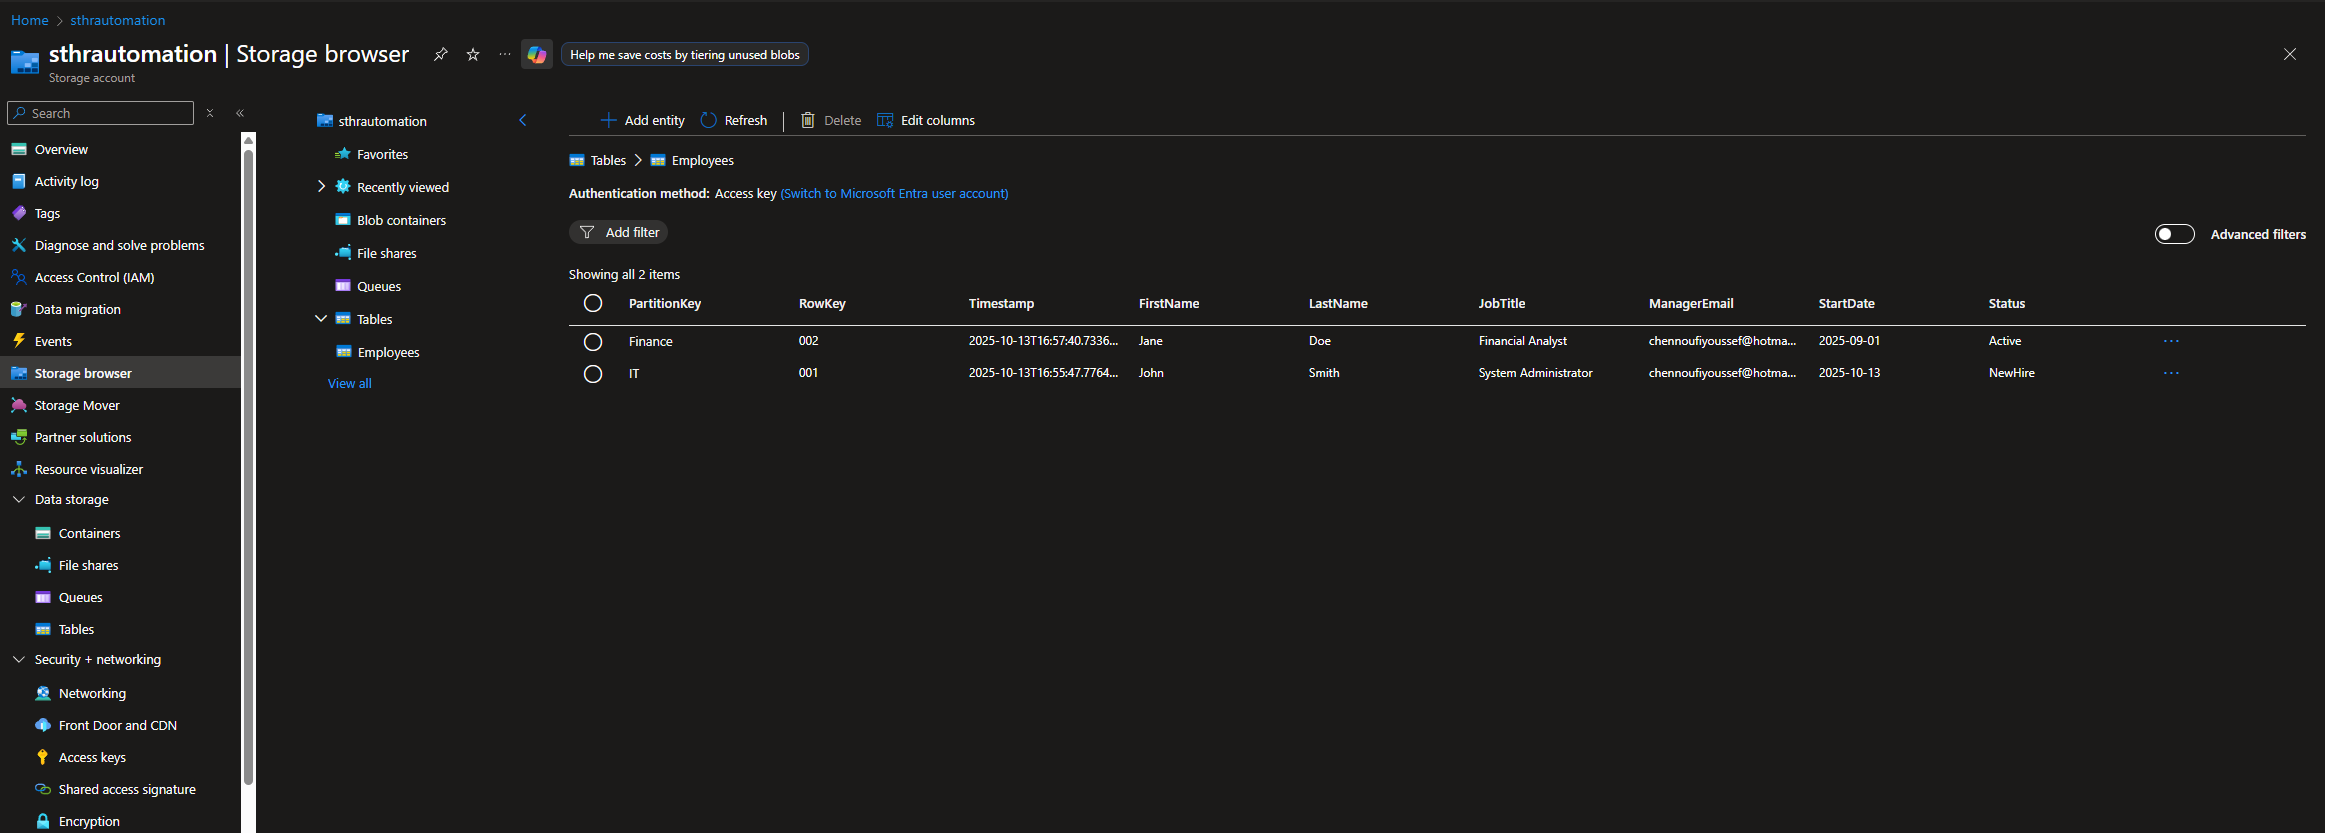 Home > sthrautomation
sthrautomation | Storage browser
Storage account
Help me save costs by tiering unused blobs
Search
Overview
Activity log
Tags
Diagnose and solve problems
Access Control (IAM)
Data migration
Events
Storage browser
Storage Mover
Partner solutions
Resource visualizer
Data storage
Containers
File shares
Queues
Tables
Security + networking
Networking
Front Door and CDN
Access keys
Shared access signature
Encryption
sthrautomation
Favorites
Recently viewed
Blob containers
File shares
Queues
Tables
Employees
View all
Add entity Refresh Delete Edit columns
Tables > Employees
Authentication method: Access key (Switch to Microsoft Entra user account)
Add filter
Advanced filters
Showing all 2 items
PartitionKey RowKey Timestamp FirstName LastName JobTitle ManagerEmail StartDate Status
Finance 002 2025-10-13T16:57:40.7336... Jane Doe Financial Analyst chennoufiyoussef@hotma... 2025-09-01 Active
IT 001 2025-10-13T16:55:47.7764... John Smith System Administrator chennoufiyoussef@hotma... 2025-10-13 NewHire